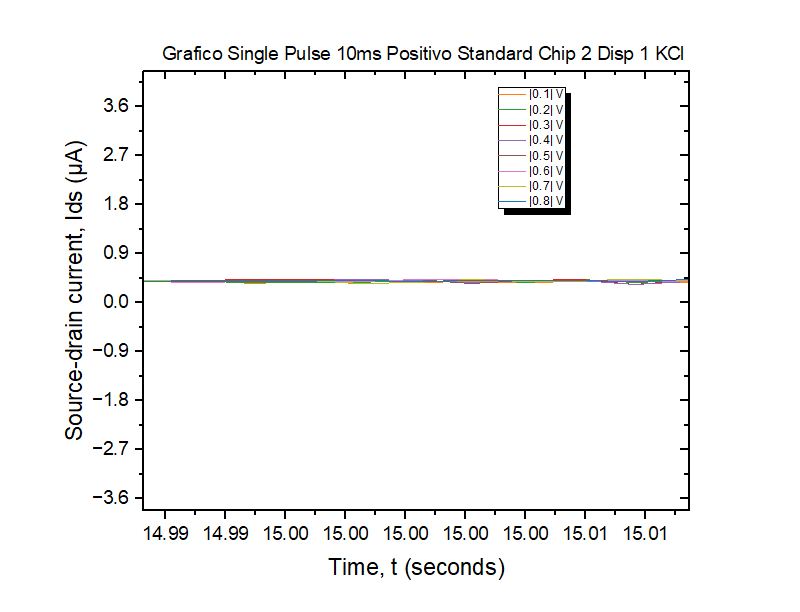 Grafico Single Pulse 10ms Positivo Standard Chip 2 Disp 1 KCl
|0.1| V
|0.2| V
|0.3| V
|0.4| V
|0.5| V
|0.6| V
|0.7| V
|0.8| V
Source-drain current, Ids (µA)
3.6
2.7
1.8
0.9
0.0
−0.9
−1.8
−2.7
−3.6
14.99 14.99 15.00 15.00 15.00 15.00 15.00 15.01 15.01
Time, t (seconds)